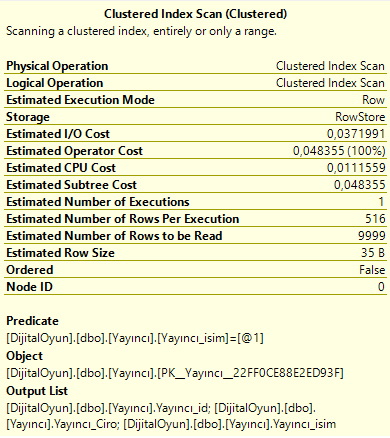 Clustered Index Scan (Clustered)
Scanning a clustered index, entirely or only a range.
Physical Operation Clustered Index Scan
Logical Operation Clustered Index Scan
Estimated Execution Mode Row
Storage RowStore
Estimated I/O Cost 0,0371991
Estimated Operator Cost 0,048355 (100%)
Estimated CPU Cost 0,0111559
Estimated Subtree Cost 0,048355
Estimated Number of Executions 1
Estimated Number of Rows Per Execution 516
Estimated Number of Rows to be Read 9999
Estimated Row Size 35 B
Ordered False
Node ID 0
Predicate
[DijitalOyun].[dbo].[Yayıncı].[Yayıncı_isim]=[@1]
Object
[DijitalOyun].[dbo].[Yayıncı].[PK__Yayıncı__22FF0CE88E2ED93F]
Output List
[DijitalOyun].[dbo].[Yayıncı].Yayıncı_id; [DijitalOyun].[dbo].
[Yayıncı].Yayıncı_Ciro; [DijitalOyun].[dbo].[Yayıncı].Yayıncı_isim